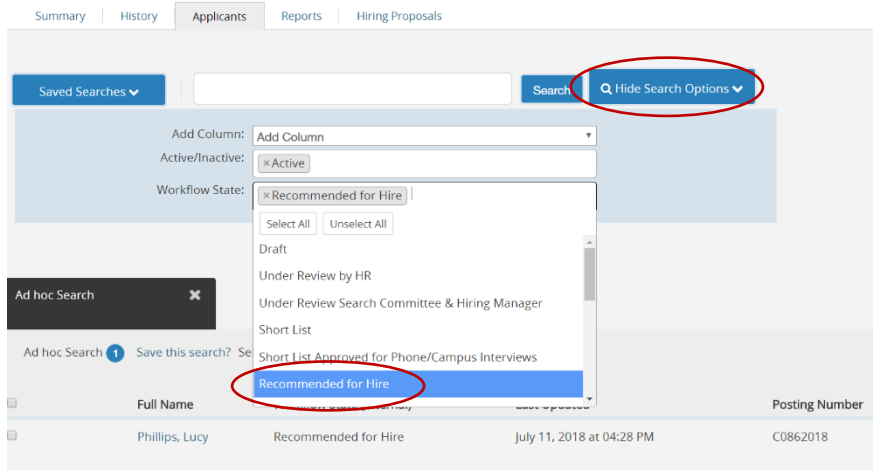 Summary History Applicants Reports Hiring Proposals
Saved Searches Search Hide Search Options
Add Column: Add Column
Active/Inactive: ×Active
Workflow State: ×Recommended for Hire
Select All Unselect All
Draft
Under Review by HR
Under Review Search Committee & Hiring Manager
Ad hoc Search ✖
Short List
Ad hoc Search 1 Save this search? Se
Short List Approved for Phone/Campus Interviews
Recommended for Hire
Full Name Posting Number
Phillips, Lucy Recommended for Hire July 11, 2018 at 04:28 PM C0862018